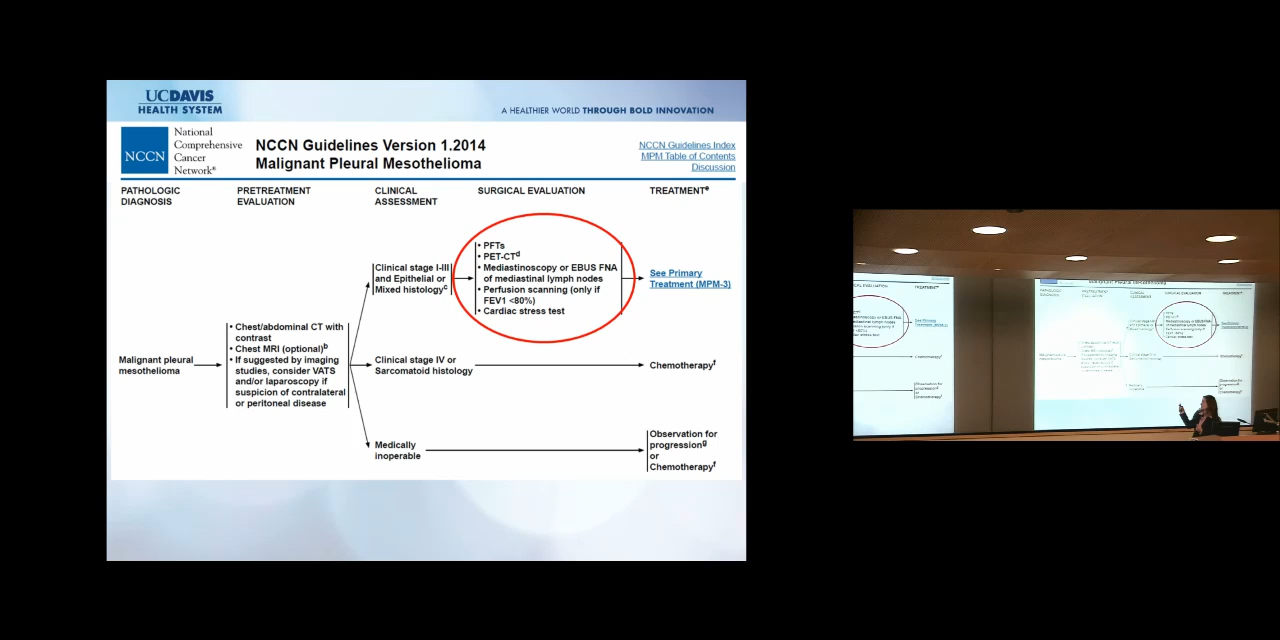 UCDAVIS
HEALTH SYSTEM
A HEALTHIER WORLD THROUGH BOLD INNOVATION
NCCN
National
Comprehensive
Cancer
Network®
NCCN Guidelines Version 1.2014
Malignant Pleural Mesothelioma
NCCN Guidelines Index
MPM Table of Contents
Discussion
PATHOLOGIC
DIAGNOSIS
PRETREATMENT
EVALUATION
CLINICAL
ASSESSMENT
SURGICAL EVALUATION
TREATMENTe
Malignant pleural
mesothelioma
• Chest/abdominal CT with
contrast
• Chest MRI (optional)b
• If suggested by imaging
studies, consider VATS
and/or laparoscopy if
suspicion of contralateral
or peritoneal disease
Clinical stage I-III
and Epithelial or
Mixed histologyc
• PFTs
• PET-CTd
• Mediastinoscopy or EBUS FNA
of mediastinal lymph nodes
• Perfusion scanning (only if
FEV1 <80%)
• Cardiac stress test
See Primary
Treatment (MPM-3)
Clinical stage IV or
Sarcomatoid histology
Chemotherapyf
Medically
inoperable
Observation for
progressiong
or
Chemotherapyf